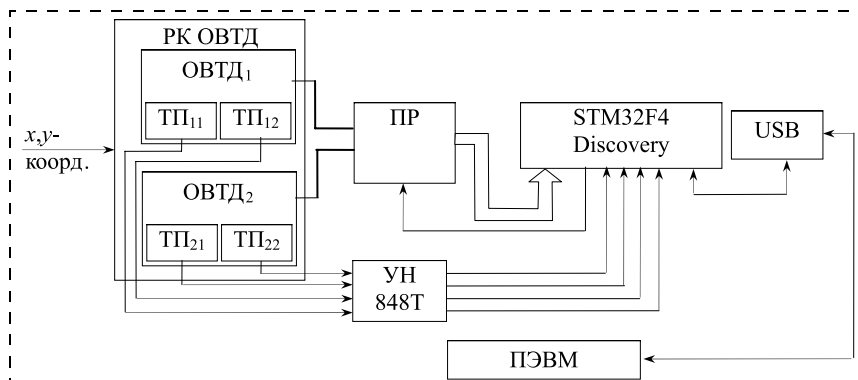 РК ОВТД
ОВТД₁
ТП₁₁
ТП₁₂
x,y-
коорд.
ОВТД₂
ТП₂₁
ТП₂₂
ПР
STM32F4
Discovery
USB
УН
848Т
ПЭВМ